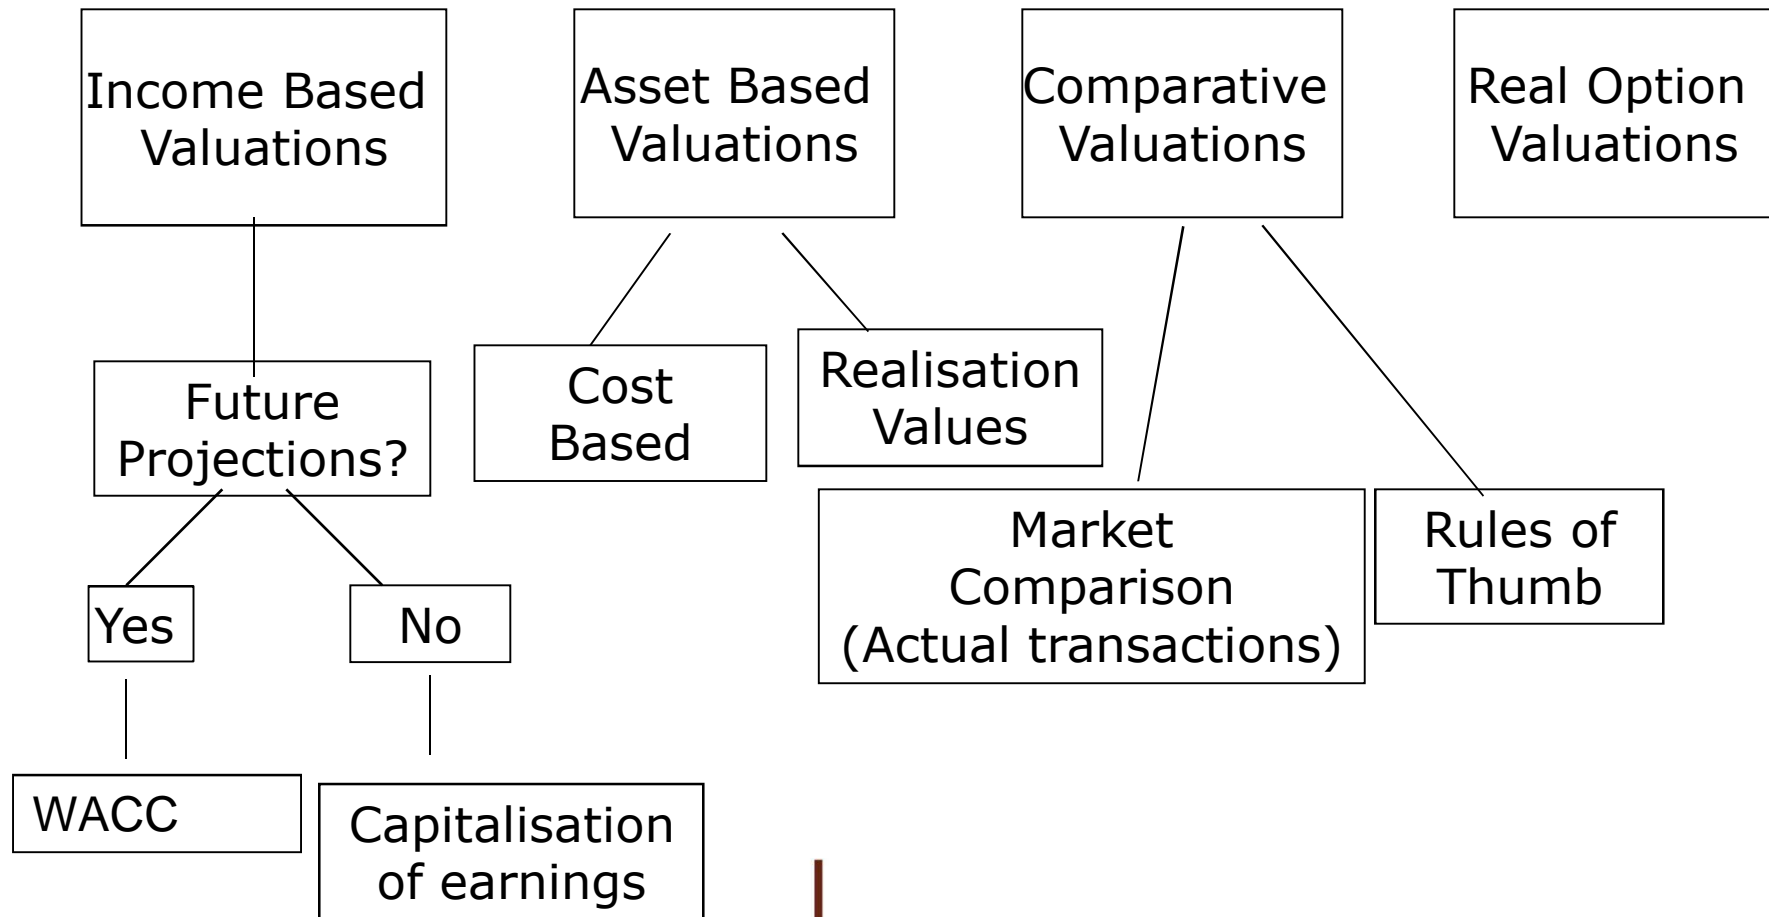 Income Based
Valuations
Asset Based
Valuations
Comparative
Valuations
Real Option
Valuations
Future
Projections?
Cost
Based
Realisation
Values
Market
Comparison
(Actual transactions)
Rules of
Thumb
Yes
No
WACC
Capitalisation
of earnings